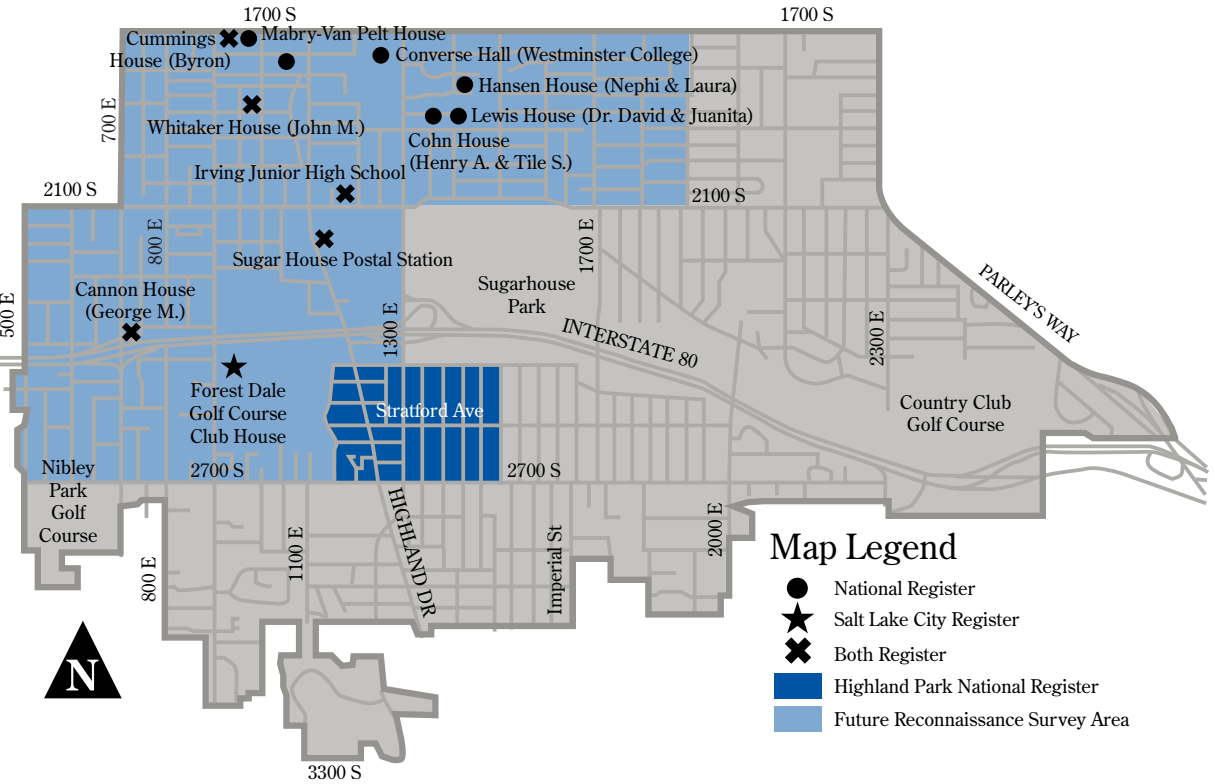 1700 S
1700 S
Cummings
House (Byron)
Mabry-Van Pelt House
Converse Hall (Westminster College)
Hansen House (Nephi & Laura)
700 E
Whitaker House (John M.)
Lewis House (Dr. David & Juanita)
Cohn House
(Henry A. & Tile S.)
Irving Junior High School
2100 S
2100 S
800 E
1700 E
Sugar House Postal Station
Cannon House
(George M.)
Sugarhouse
Park
PARLEY'S WAY
500 E
1300 E
INTERSTATE 80
2300 E
Forest Dale
Golf Course
Club House
Stratford Ave
Country Club
Golf Course
Nibley
Park
Golf
Course
2700 S
2700 S
HIGHLAND DR
800 E
1100 E
Imperial St
2000 E
Map Legend
National Register
Salt Lake City Register
Both Register
Highland Park National Register
Future Reconnaissance Survey Area
N
3300 S